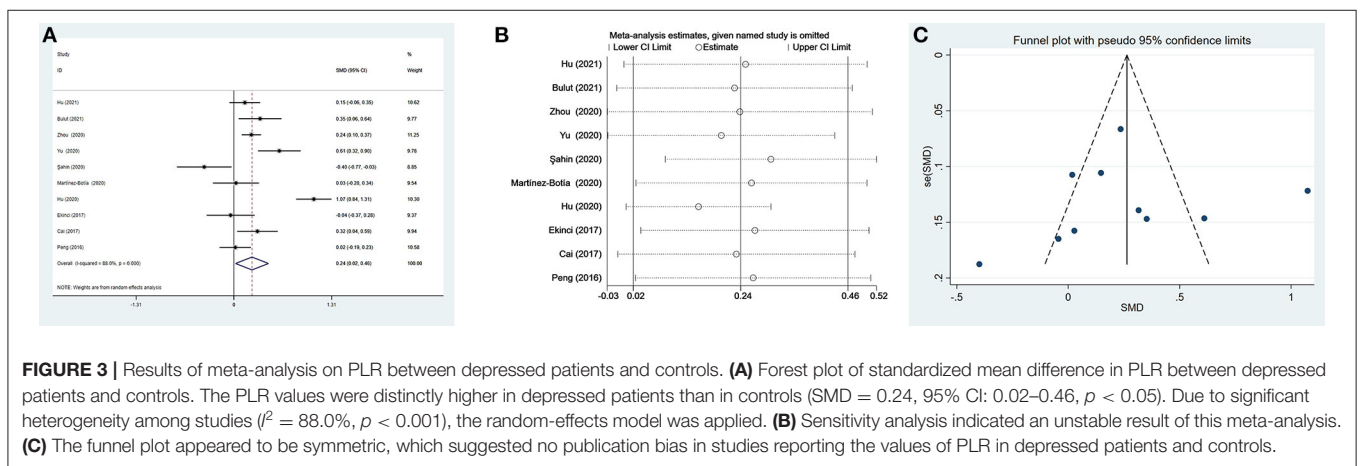 A
Study
%
ID
SMD (95% CI)
Weight
Hu (2021)
0.15 (-0.06, 0.35)
10.62
Bulut (2021)
0.35 (0.06, 0.64)
9.77
Zhou (2020)
0.24 (0.10, 0.37)
11.25
Yu (2020)
0.61 (0.32, 0.90)
9.78
Şahin (2020)
-0.40 (-0.77, -0.03)
8.85
Martínez-Botía (2020)
0.03 (-0.28, 0.34)
9.54
Hu (2020)
1.07 (0.84, 1.31)
10.30
Ekinci (2017)
-0.04 (-0.37, 0.28)
9.37
Cai (2017)
0.32 (0.04, 0.59)
9.94
Peng (2016)
0.02 (-0.19, 0.23)
10.58
Overall (I-squared = 88.0%, p = 0.000)
0.24 (0.02, 0.46)
100.00
NOTE: Weights are from random effects analysis
-1.31
0
1.31
B
Meta-analysis estimates, given named study is omitted
Lower CI Limit
Estimate
Upper CI Limit
Hu (2021)
Bulut (2021)
Zhou (2020)
Yu (2020)
Şahin (2020)
Martínez-Botía (2020)
Hu (2020)
Ekinci (2017)
Cai (2017)
Peng (2016)
-0.03 0.02 0.24 0.46 0.52
C
Funnel plot with pseudo 95% confidence limits
se(SMD)
0
.05
.1
.15
.2
-.5 0 .5 1
SMD
FIGURE 3 | Results of meta-analysis on PLR between depressed patients and controls. (A) Forest plot of standardized mean difference in PLR between depressed
patients and controls. The PLR values were distinctly higher in depressed patients than in controls (SMD = 0.24, 95% CI: 0.02–0.46, p < 0.05). Due to significant
heterogeneity among studies (I² = 88.0%, p < 0.001), the random-effects model was applied. (B) Sensitivity analysis indicated an unstable result of this meta-analysis.
(C) The funnel plot appeared to be symmetric, which suggested no publication bias in studies reporting the values of PLR in depressed patients and controls.